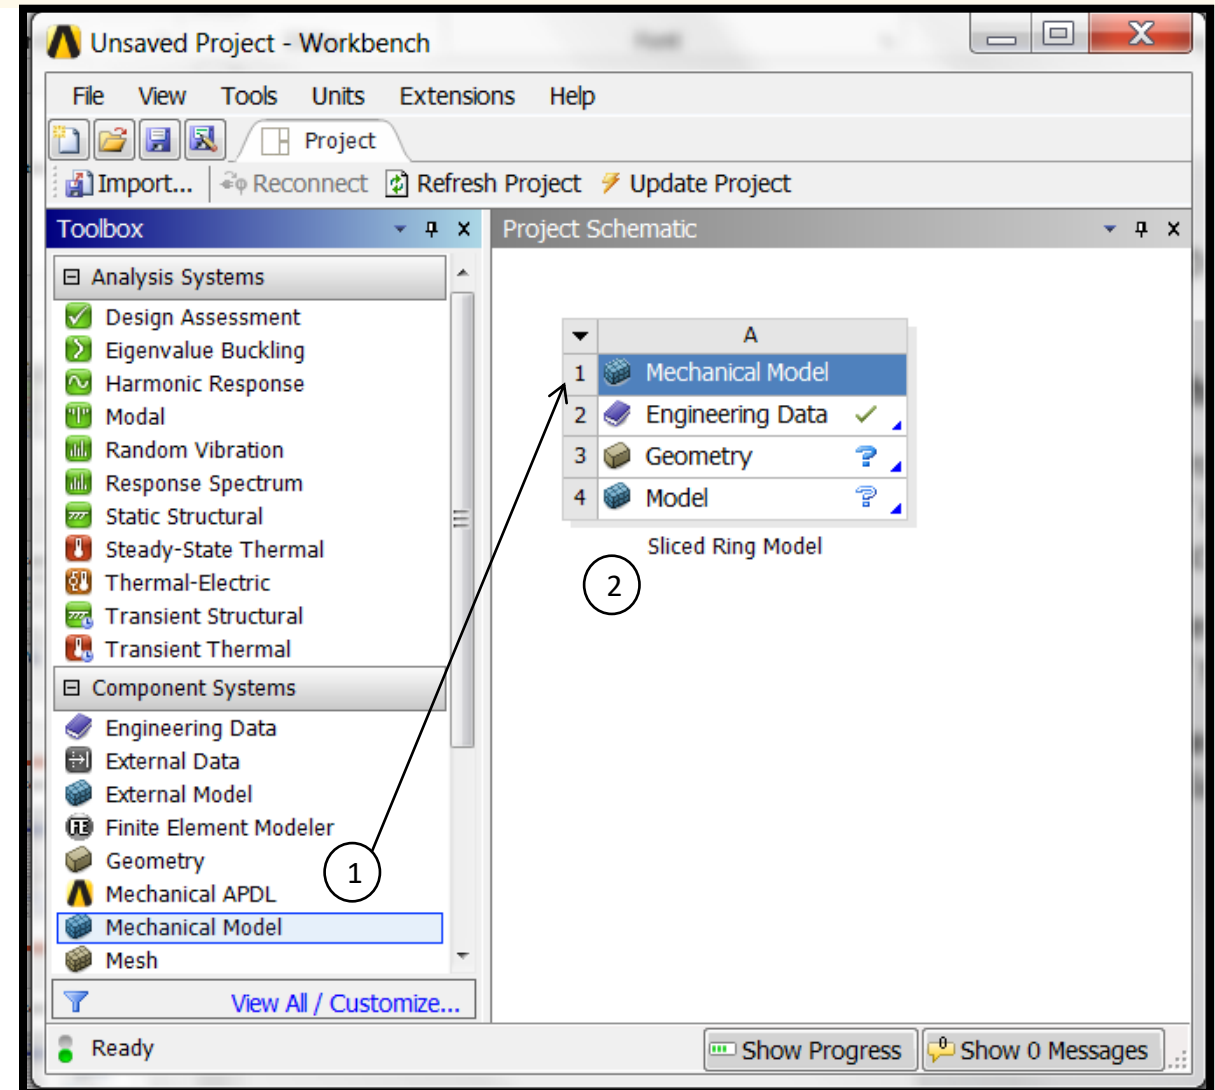 Unsaved Project - Workbench
File View Tools Units Extensions Help
Project
Import... Reconnect Refresh Project Update Project
Toolbox
Project Schematic
Analysis Systems
Design Assessment
Eigenvalue Buckling
Harmonic Response
Modal
Random Vibration
Response Spectrum
Static Structural
Steady-State Thermal
Thermal-Electric
Transient Structural
Transient Thermal
Component Systems
Engineering Data
External Data
External Model
Finite Element Modeler
Geometry
Mechanical APDL
Mechanical Model
Mesh
View All / Customize...
1
A
1 Mechanical Model
2 Engineering Data
3 Geometry ?
4 Model ?
Sliced Ring Model
2
Ready
Show Progress 0 Show 0 Messages